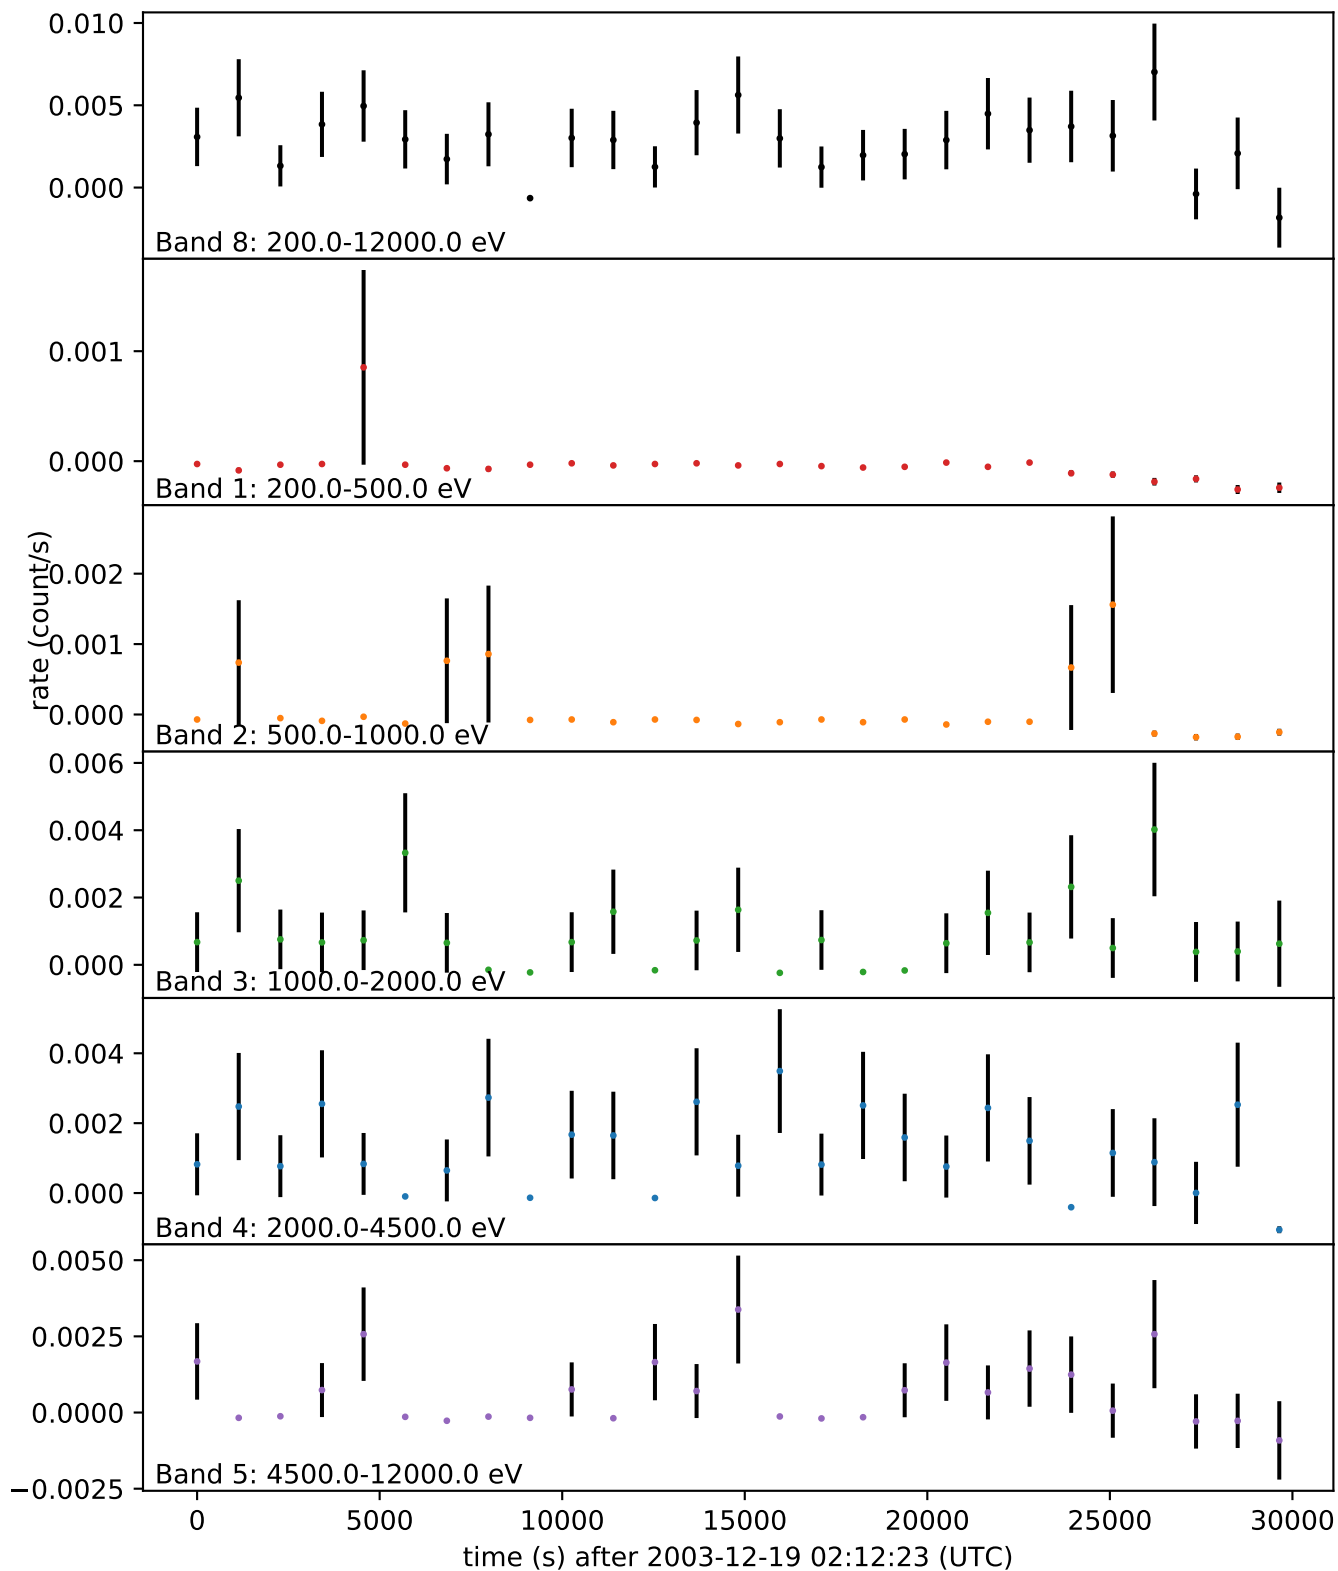 0.010
0.005
0.000
Band 8: 200.0-12000.0 eV
0.001
0.000
Band 1: 200.0-500.0 eV
rate (count/s)
0.002
0.001
0.000
Band 2: 500.0-1000.0 eV
0.006
0.004
0.002
0.000
Band 3: 1000.0-2000.0 eV
0.004
0.002
0.000
Band 4: 2000.0-4500.0 eV
0.0050
0.0025
0.0000
−0.0025
Band 5: 4500.0-12000.0 eV
0 5000 10000 15000 20000 25000 30000
time (s) after 2003-12-19 02:12:23 (UTC)